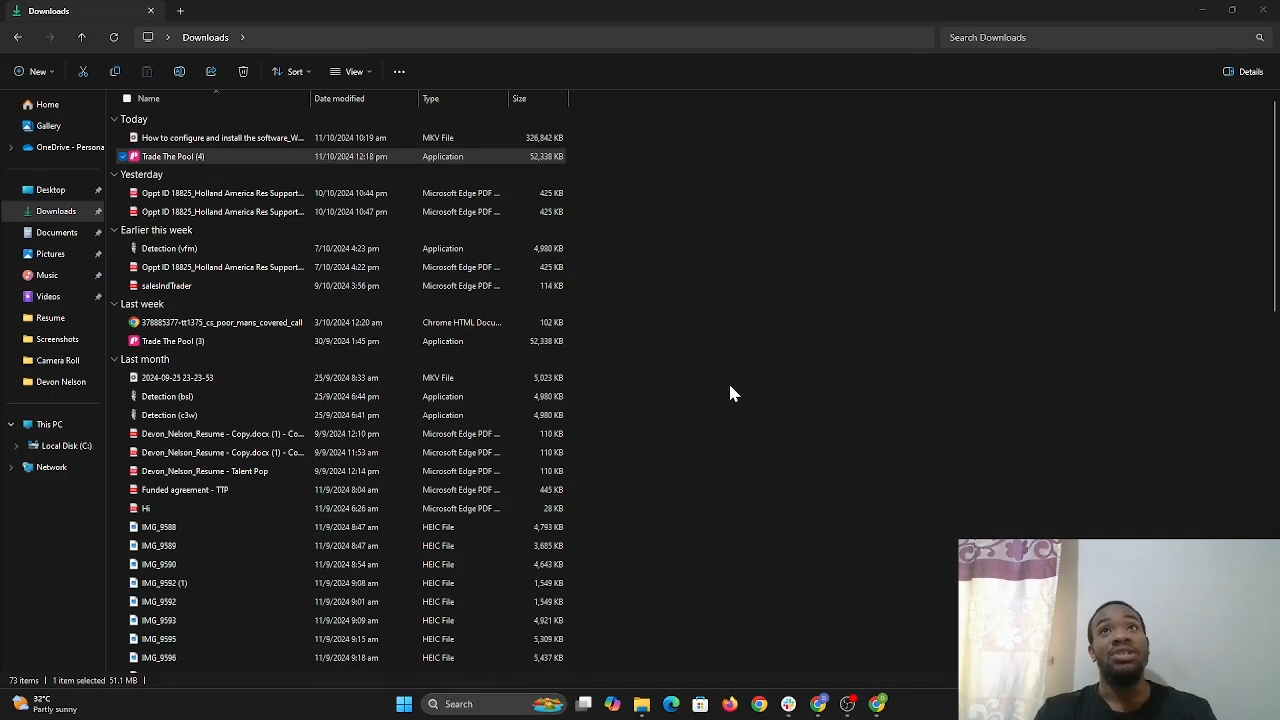 Downloads
Downloads
Search Downloads
New
Sort
View
Details
Home
Gallery
OneDrive - Persona
Desktop
Downloads
Documents
Pictures
Music
Videos
Resume
Screenshots
Camera Roll
Devon Nelson
This PC
Local Disk (C:)
Network
Name Date modified Type Size
Today
How to configure and install the software_W... 11/10/2024 10:19 am MKV File 326,842 KB
Trade The Pool (4) 11/10/2024 12:18 pm Application 52,338 KB
Yesterday
Oppt ID 18825_Holland America Res Support... 10/10/2024 10:44 pm Microsoft Edge PDF ... 425 KB
Oppt ID 18825_Holland America Res Support... 10/10/2024 10:47 pm Microsoft Edge PDF ... 425 KB
Earlier this week
Detection (vfm) 7/10/2024 4:23 pm Application 4,980 KB
Oppt ID 18825_Holland America Res Support... 7/10/2024 4:22 pm Microsoft Edge PDF ... 425 KB
salesIndTrader 9/10/2024 3:56 pm Microsoft Edge PDF ... 114 KB
Last week
378885377-tt1375_cs_poor_mans_covered_call 3/10/2024 12:20 am Chrome HTML Docu... 102 KB
Trade The Pool (3) 30/9/2024 1:45 pm Application 52,338 KB
Last month
2024-09-25 23-23-53 25/9/2024 8:33 am MKV File 5,023 KB
Detection (bsl) 25/9/2024 6:44 pm Application 4,980 KB
Detection (c3w) 25/9/2024 6:41 pm Application 4,980 KB
Devon_Nelson_Resume - Copy.docx (1) - Co... 9/9/2024 12:10 pm Microsoft Edge PDF ... 110 KB
Devon_Nelson_Resume - Copy.docx (1) - Co... 9/9/2024 11:53 am Microsoft Edge PDF ... 110 KB
Devon_Nelson_Resume - Talent Pop 9/9/2024 12:14 pm Microsoft Edge PDF ... 110 KB
Funded agreement - TTP 11/9/2024 8:04 am Microsoft Edge PDF ... 445 KB
Hi 11/9/2024 6:26 am Microsoft Edge PDF ... 28 KB
IMG_9588 11/9/2024 8:47 am HEIC File 4,793 KB
IMG_9589 11/9/2024 8:47 am HEIC File 3,685 KB
IMG_9590 11/9/2024 8:54 am HEIC File 4,643 KB
IMG_9592 (1) 11/9/2024 9:08 am HEIC File 1,549 KB
IMG_9592 11/9/2024 9:01 am HEIC File 1,549 KB
IMG_9593 11/9/2024 9:09 am HEIC File 4,921 KB
IMG_9595 11/9/2024 9:15 am HEIC File 5,309 KB
IMG_9596 11/9/2024 9:18 am HEIC File 5,437 KB
73 items 1 item selected 51.1 MB
32°C
Partly sunny
Search